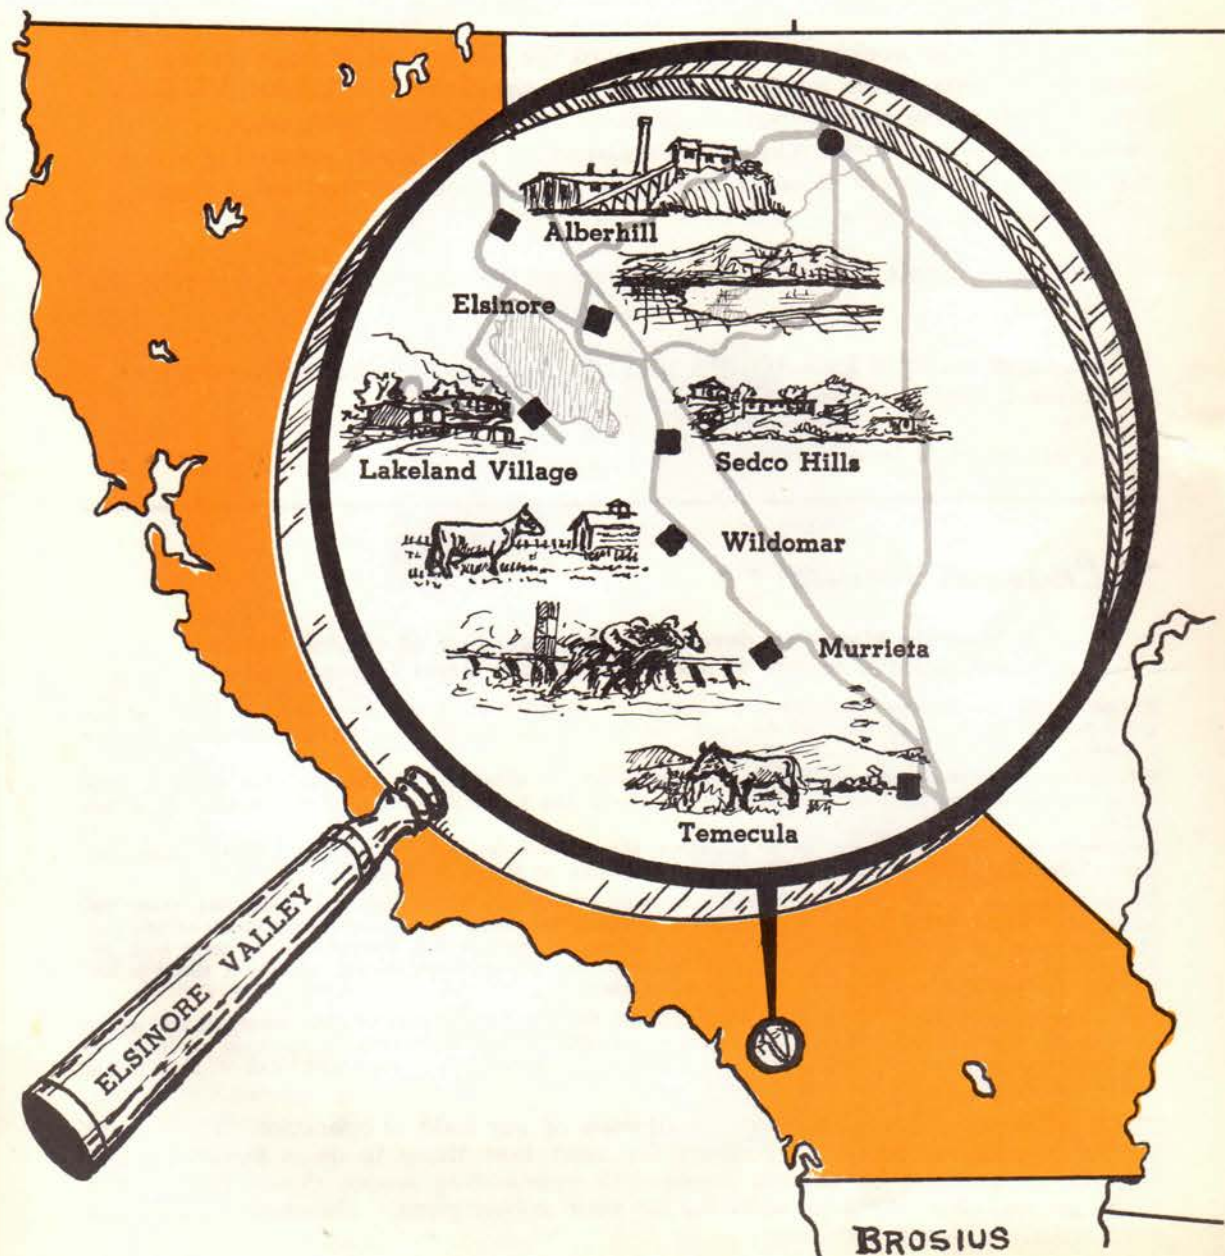 Alberhill
Elsinore
Lakeland Village
Sedco Hills
Wildomar
Murrieta
Temecula
ELSINORE VALLEY
BROSIUS